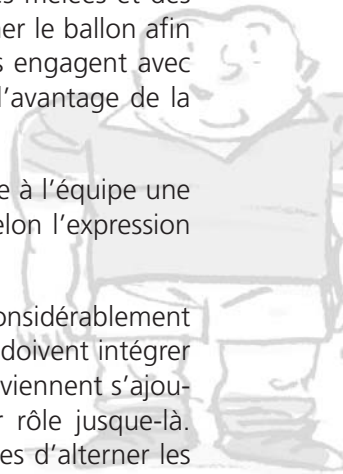 es mêlées et des
ner le ballon afin
s engagent avec
l'avantage de la
e à l'équipe une
elon l'expression
onsidérablement
doivent intégrer
viennent s'ajou-
r rôle jusque-là.
es d'alterner les